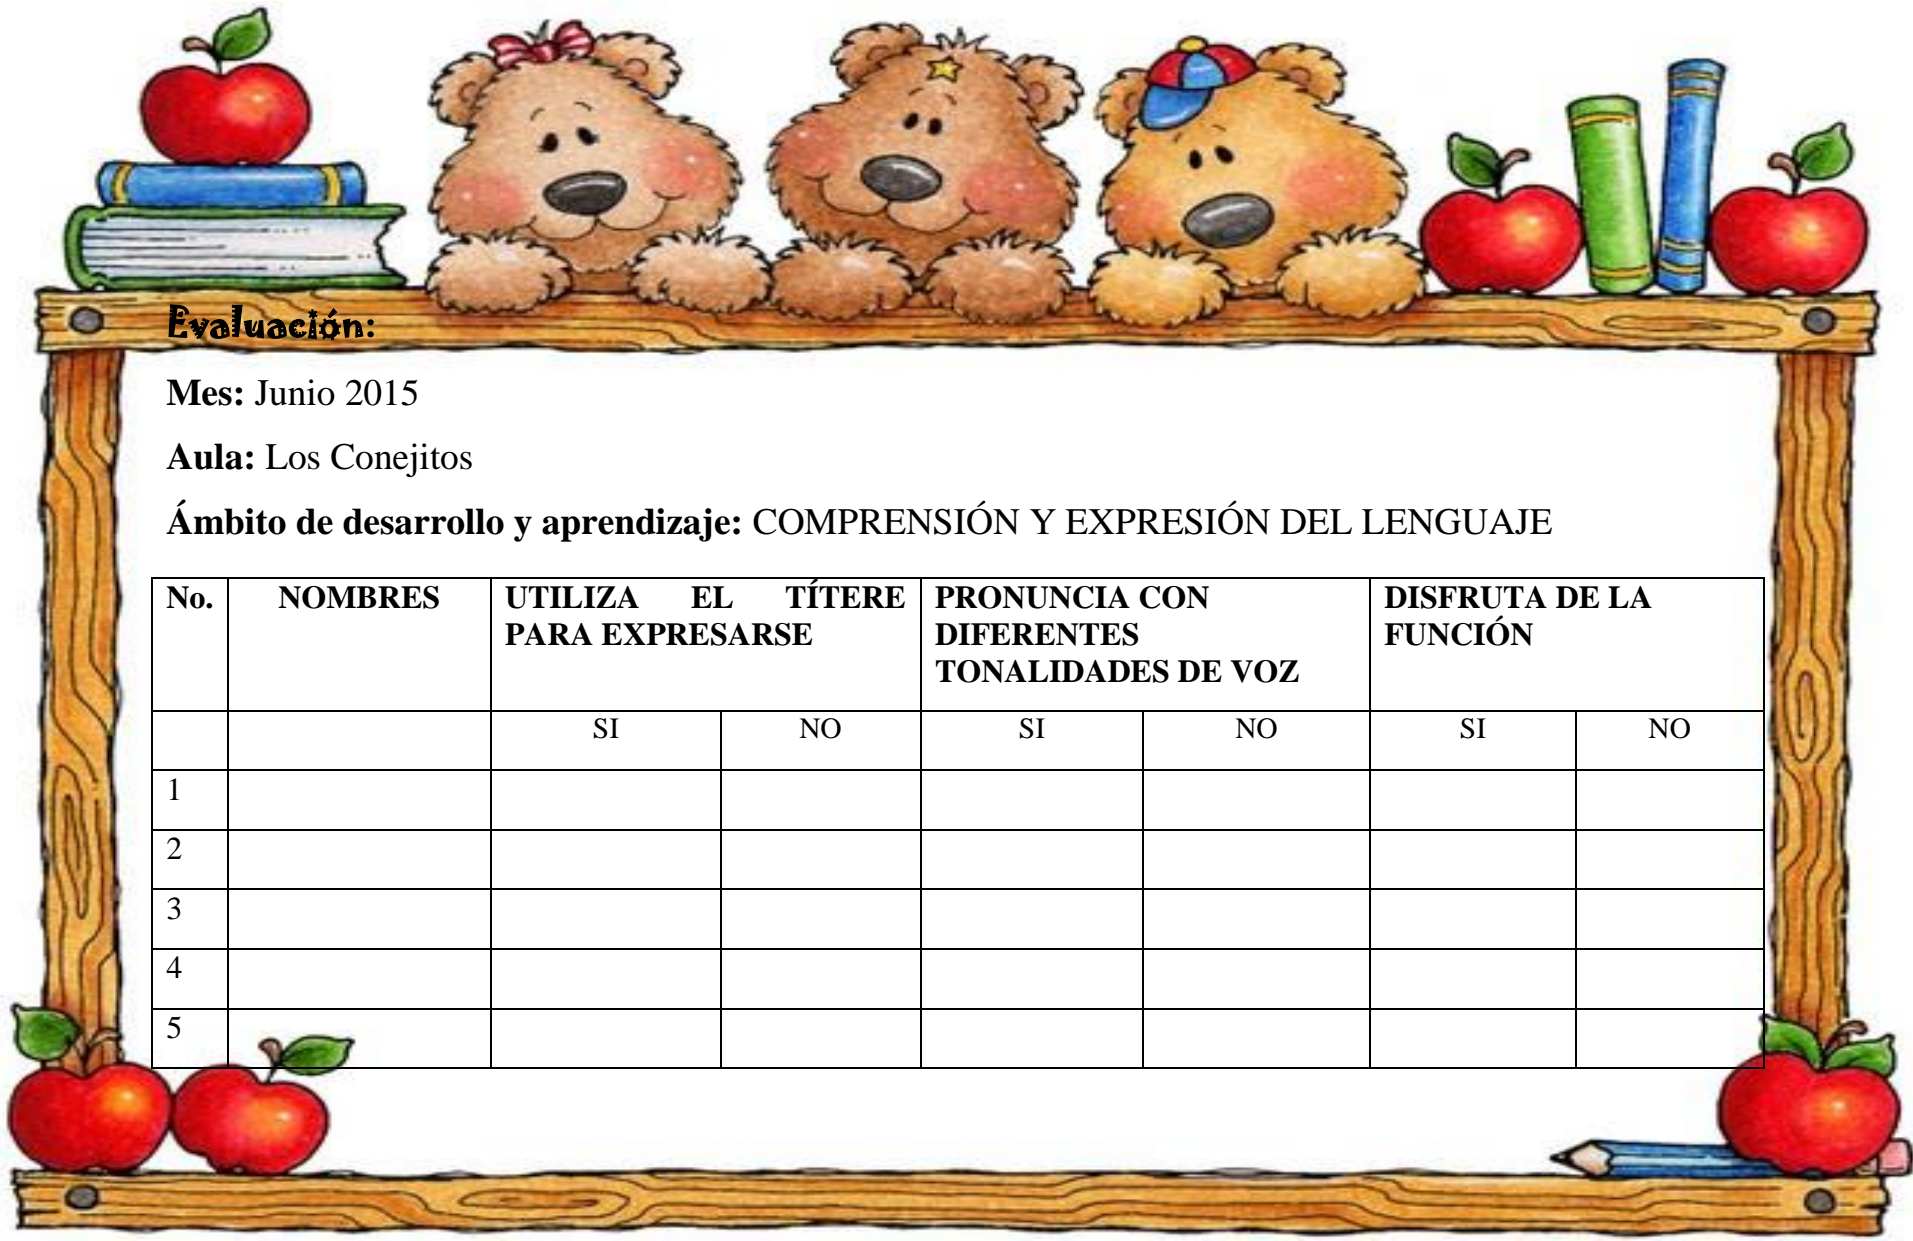 Evaluación:
Mes: Junio 2015
Aula: Los Conejitos
Ámbito de desarrollo y aprendizaje: COMPRENSIÓN Y EXPRESIÓN DEL LENGUAJE
No. NOMBRES UTILIZA EL TÍTERE PRONUNCIA CON DISFRUTA DE LA
PARA EXPRESARSE DIFERENTES FUNCIÓN
TONALIDADES DE VOZ
SI NO SI NO SI NO
1
2
3
4
5